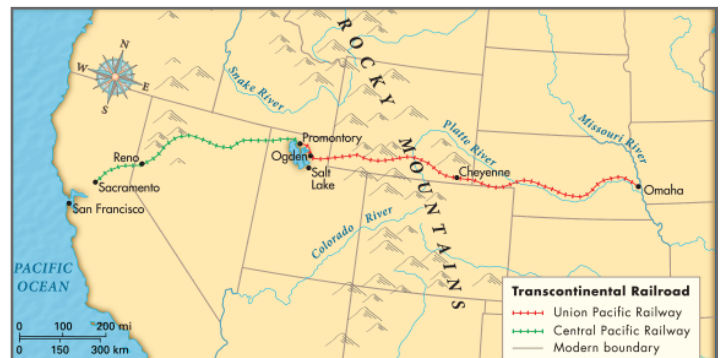 N
W
E
S
ROCKY MOUNTAINS
Snake River
Promontory
Ogden
Salt
Lake
Reno
Sacramento
San Francisco
Platte River
Cheyenne
Missouri River
Omaha
Colorado River
PACIFIC
OCEAN
0 100 200 mi
0 150 300 km
Transcontinental Railroad
Union Pacific Railway
Central Pacific Railway
Modern boundary